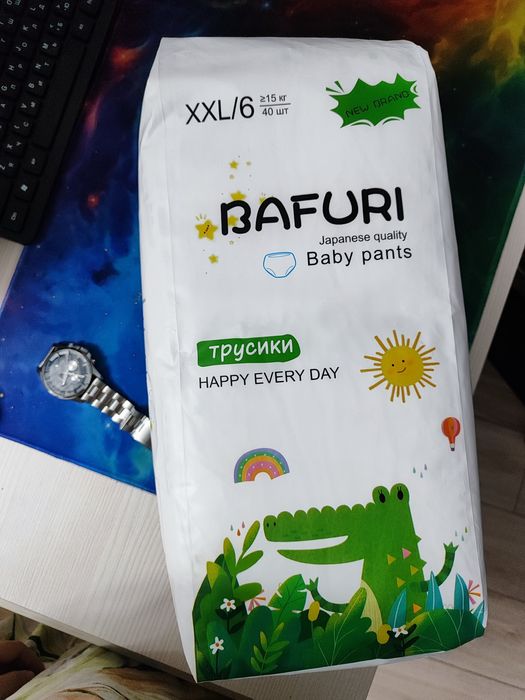 XXL/6
≥15 кг
40 шт
NEW BRAND
BAFURI
Japanese quality
Baby pants
трусики
HAPPY EVERY DAY